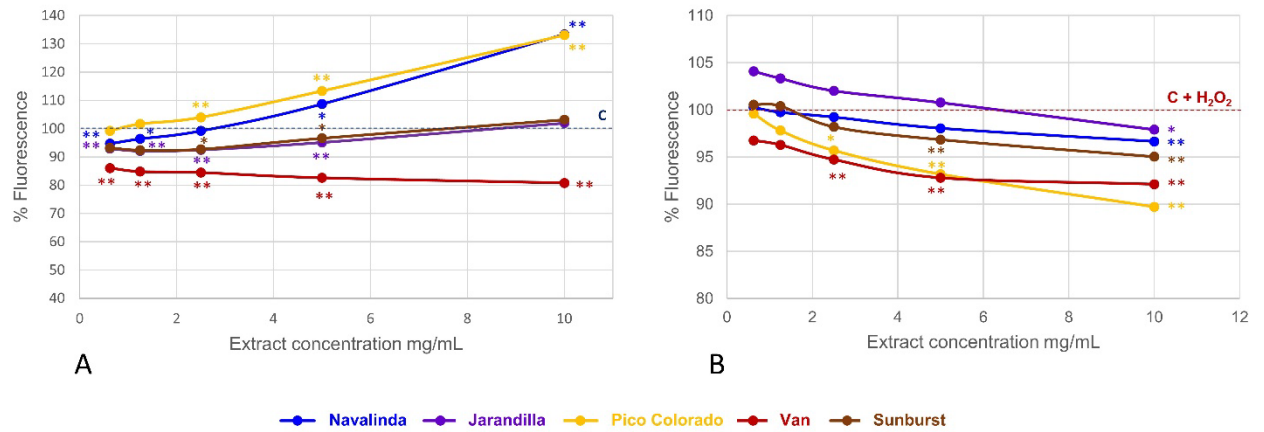 140
130
120
110
100
90
80
70
60
50
40
% Fluorescence
0 2 4 6 8 10
Extract concentration mg/mL
C
** ** ** ** * ** ** ** * ** ** * ** * * ** ** ** ** ** **
A
110
105
100
95
90
85
80
% Fluorescence
0 2 4 6 8 10 12
Extract concentration mg/mL
C + H₂O₂
* ** ** ** ** * ** ** ** **
B
Navalinda Jarandilla Pico Colorado Van Sunburst